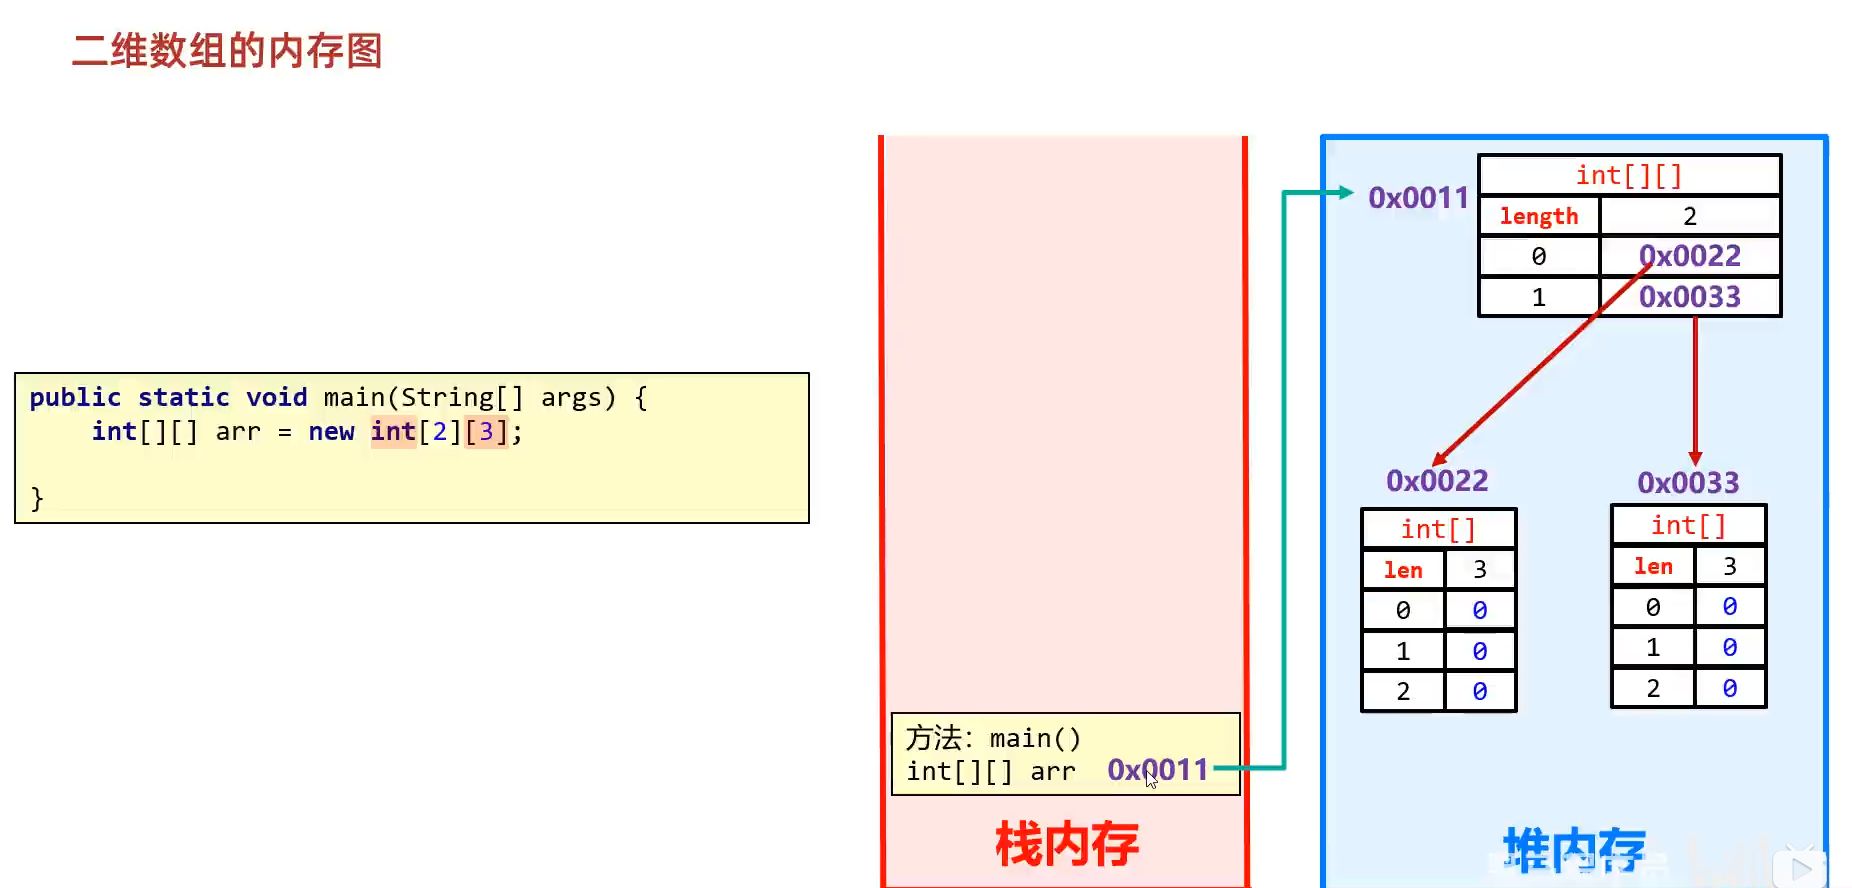 二维数组的内存图
public static void main(String[] args) {
    int[][] arr = new int[2][3];
}
方法：main()
int[][] arr 0x0011
栈内存
0x0011
int[][]
length 2
0 0x0022
1 0x0033
0x0022
int[]
len 3
0 0
1 0
2 0
0x0033
int[]
len 3
0 0
1 0
2 0
堆内存